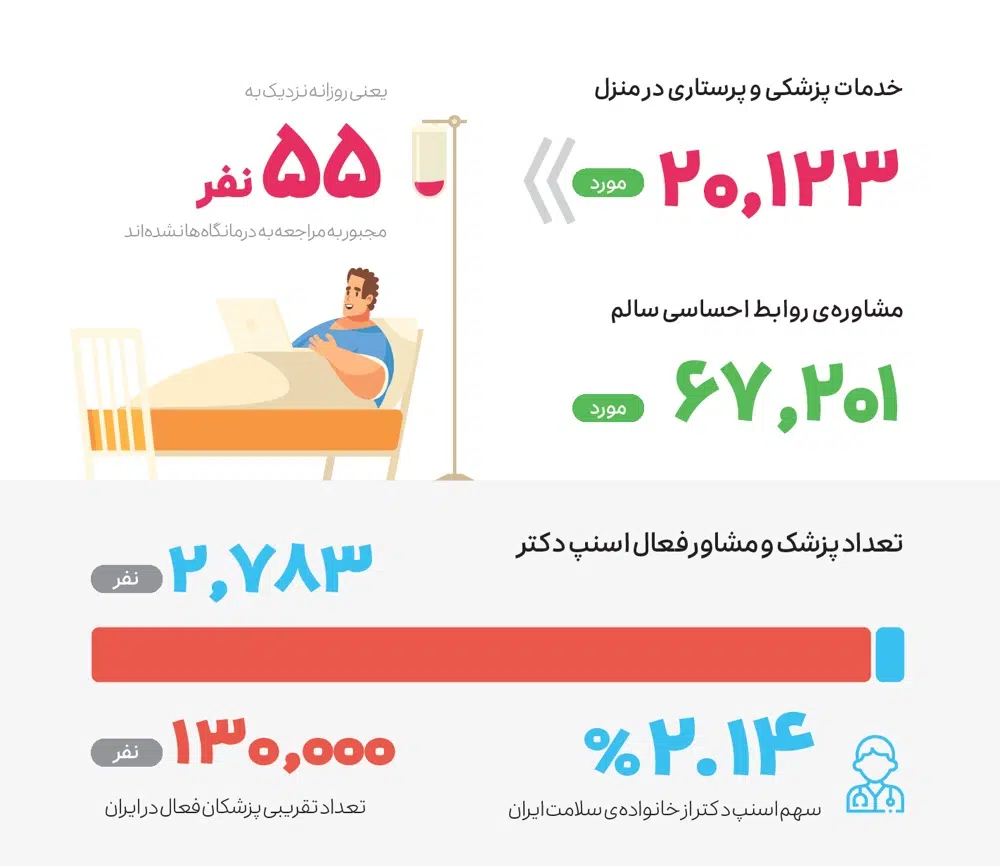 خدمات پزشکی و پرستاری در منزل
۲۰,۱۲۳ مورد
یعنی روزانه نزدیک به
۵۵ نفر
مجبور به مراجعه به درمانگاه‌ها نشده‌اند
مشاوره‌ی روابط احساسی سالم
۶۷,۲۰۱ مورد
تعداد پزشک و مشاور فعال اسنپ دکتر
۲,۷۸۳ نفر
%۲.۱۴
سهم اسنپ دکتر از خانواده‌ی سلامت ایران
۱۳۰,۰۰۰ نفر
تعداد تقریبی پزشکان فعال در ایران